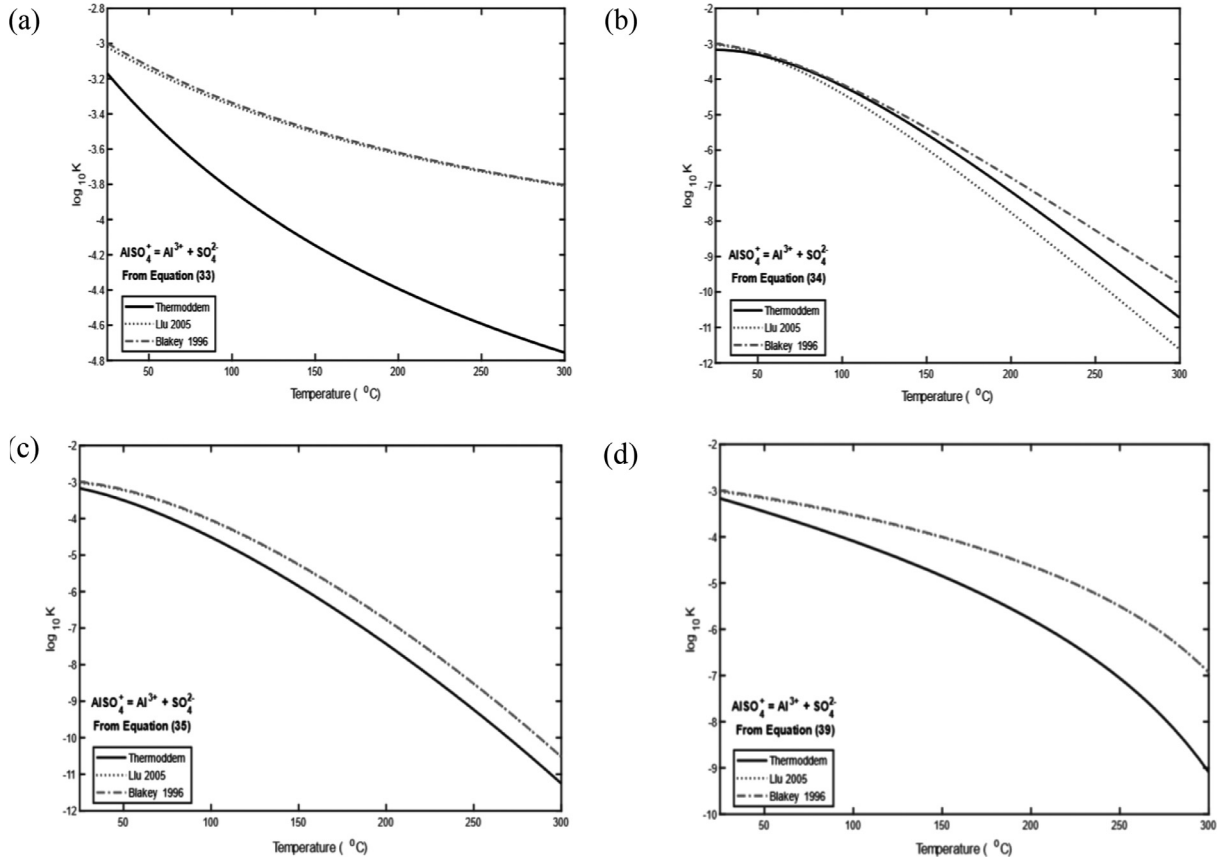 (a)
-2.8
-3
-3.2
-3.4
-3.6
-3.8
-4
-4.2
-4.4
-4.6
-4.8
log 10 K
AlSO4+ = Al3+ + SO42-
From Equation (33)
Thermoddem
Llu 2005
Blakey 1996
50 100 150 200 250 300
Temperature ( oC)
(b)
-2
-3
-4
-5
-6
-7
-8
-9
-10
-11
-12
log 10 K
AlSO4+ = Al3+ + SO42-
From Equation (34)
Thermoddem
Llu 2005
Blakey 1996
50 100 150 200 250 300
Temperature ( oC)
(c)
-2
-3
-4
-5
-6
-7
-8
-9
-10
-11
-12
log 10 K
AlSO4+ = Al3+ + SO42-
From Equation (35)
Thermoddem
Llu 2005
Blakey 1996
50 100 150 200 250 300
Temperature ( oC)
(d)
-2
-3
-4
-5
-6
-7
-8
-9
-10
log 10 K
AlSO4+ = Al3+ + SO42-
From Equation (39)
Thermoddem
Llu 2005
Blakey 1996
50 100 150 200 250 300
Temperature ( oC)